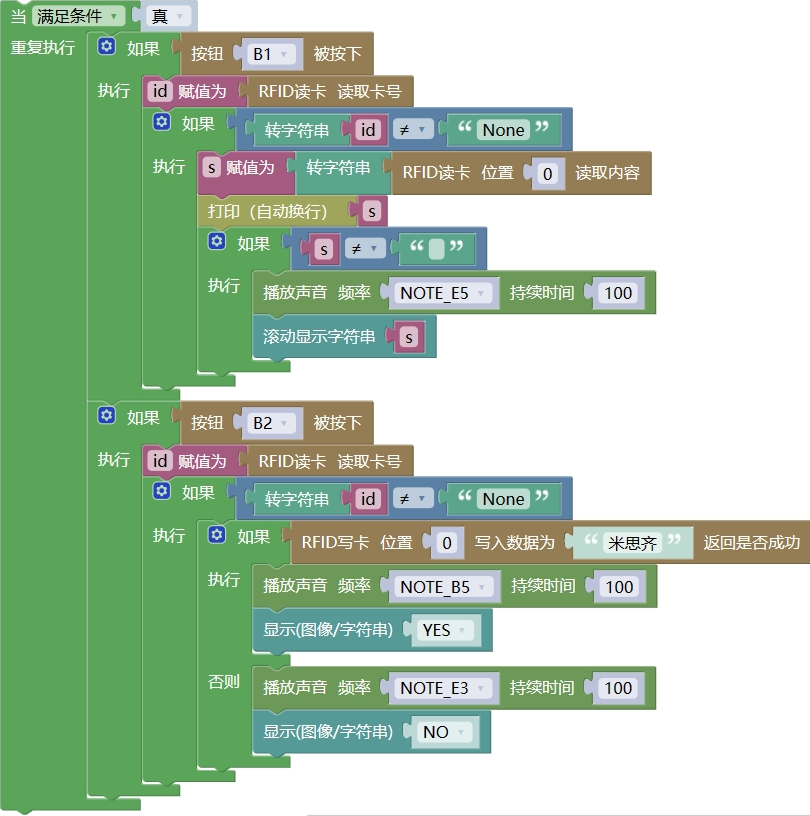 当 满足条件 真
重复执行 如果 按钮 B1 被按下
执行 id 赋值为 RFID读卡 读取卡号
如果 转字符串 id ≠ “ None ”
执行 s 赋值为 转字符串 RFID读卡 位置 0 读取内容
打印（自动换行） s
如果 s ≠ “ ”
执行 播放声音 频率 NOTE_E5 持续时间 100
滚动显示字符串 s
如果 按钮 B2 被按下
执行 id 赋值为 RFID读卡 读取卡号
如果 转字符串 id ≠ “ None ”
执行 如果 RFID写卡 位置 0 写入数据为 “ 米思齐 ” 返回是否成功
执行 播放声音 频率 NOTE_B5 持续时间 100
显示(图像/字符串) YES
否则 播放声音 频率 NOTE_E3 持续时间 100
显示(图像/字符串) NO